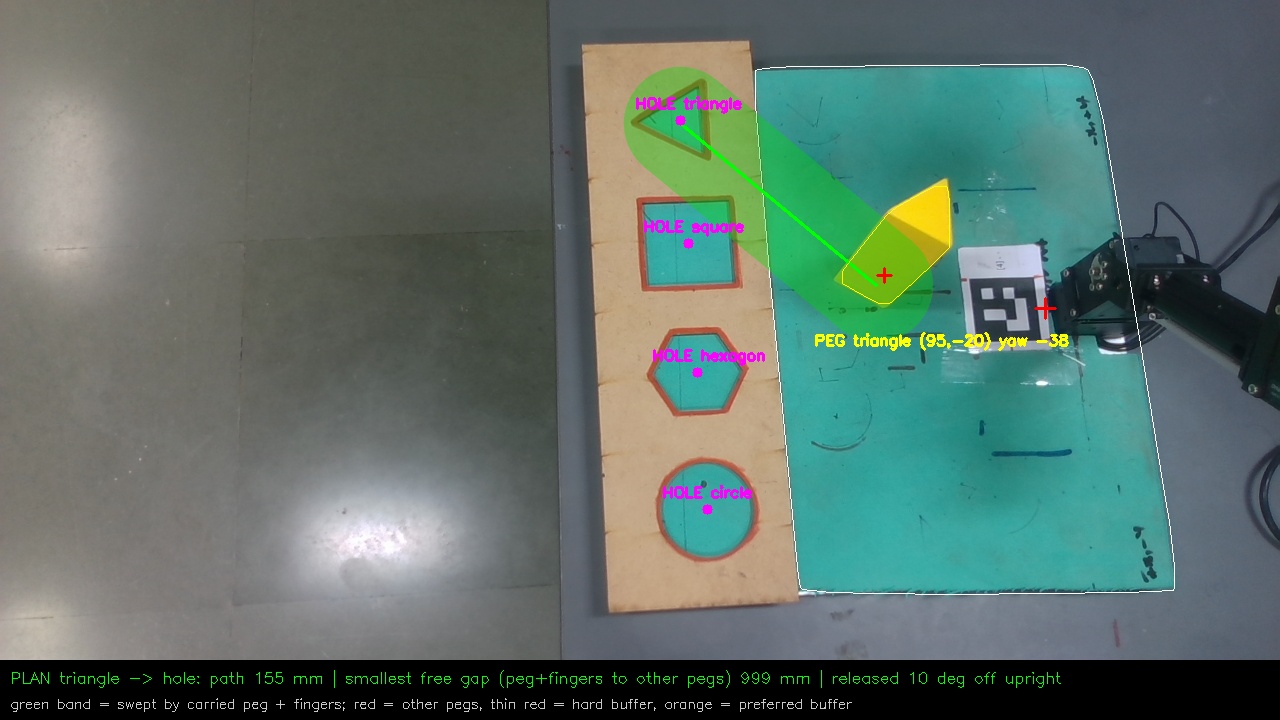 HOLE triangle
HOLE square
PEG triangle (95,-20) yaw -38
HOLE hexagon
HOLE circle
PLAN triangle -> hole: path 155 mm | smallest free gap (peg+fingers to other pegs) 999 mm | released 10 deg off upright
green band = swept by carried peg + fingers; red = other pegs, thin red = hard buffer, orange = preferred buffer